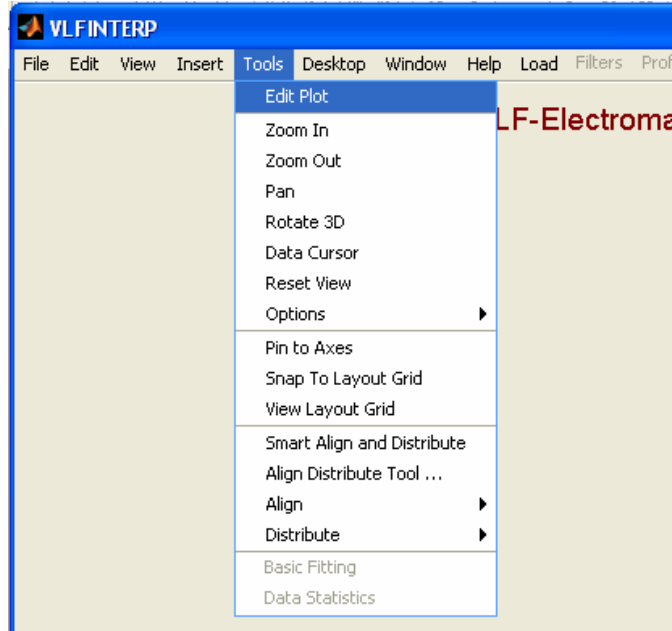 VLFINTERP
File Edit View Insert Tools Desktop Window Help Load Filters
Edit Plot
LF-Electroma
Zoom In
Zoom Out
Pan
Rotate 3D
Data Cursor
Reset View
Options
Pin to Axes
Snap To Layout Grid
View Layout Grid
Smart Align and Distribute
Align Distribute Tool ...
Align
Distribute
Basic Fitting
Data Statistics